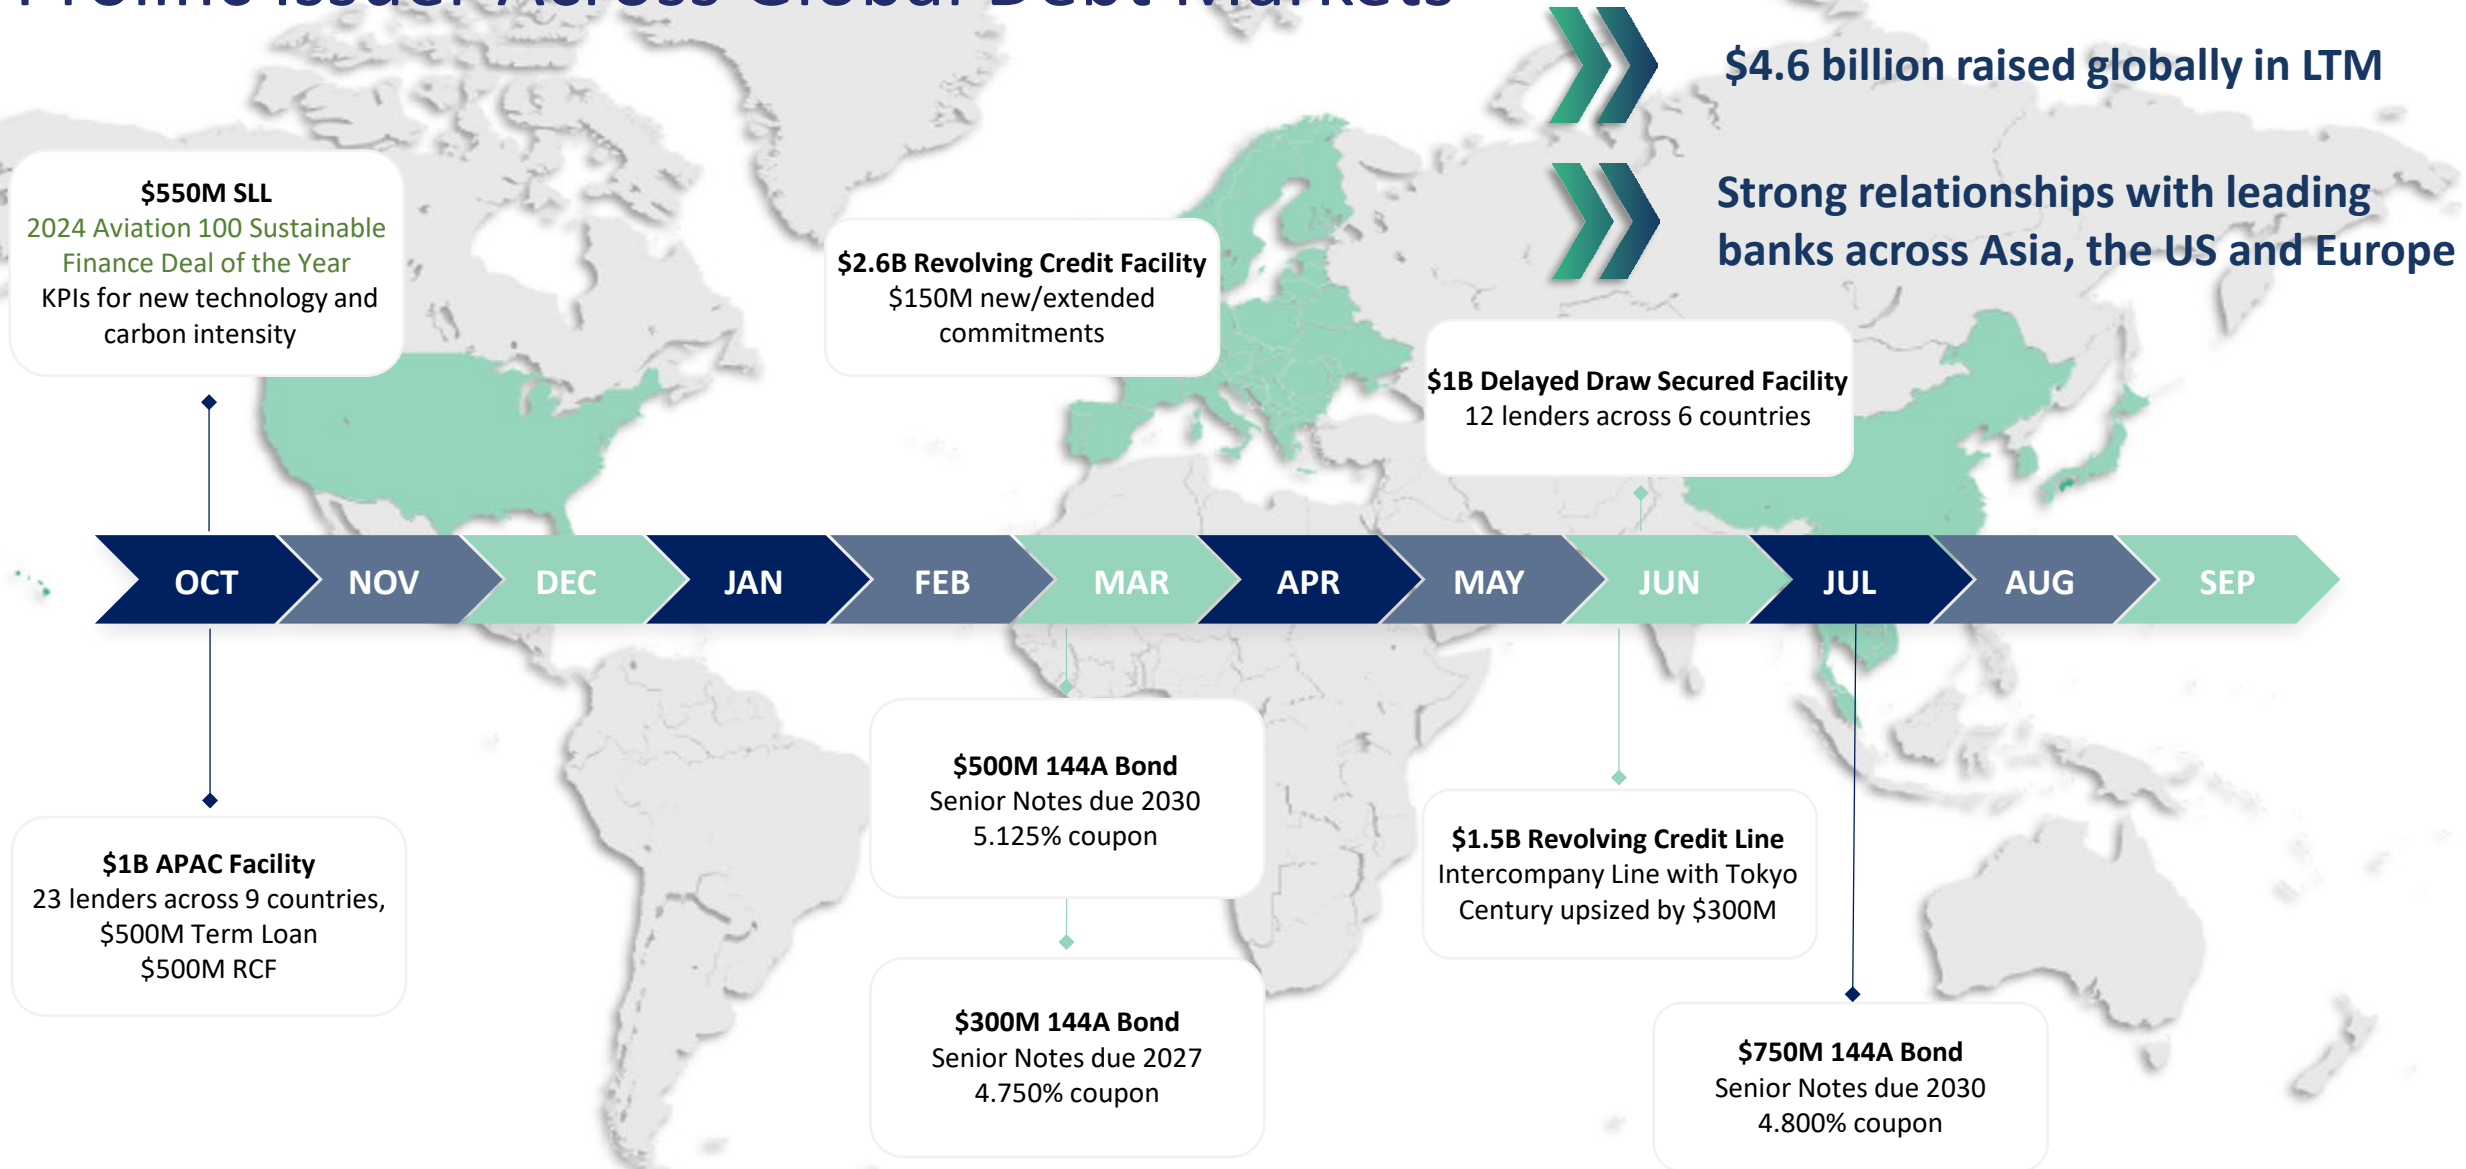 Prolific Issuer Across Global Debt Markets
$4.6 billion raised globally in LTM
Strong relationships with leading
banks across Asia, the US and Europe
$550M SLL
2024 Aviation 100 Sustainable
Finance Deal of the Year
KPIs for new technology and
carbon intensity
$2.6B Revolving Credit Facility
$150M new/extended
commitments
$1B Delayed Draw Secured Facility
12 lenders across 6 countries
OCT
NOV
DEC
JAN
FEB
MAR
APR
MAY
JUN
JUL
AUG
SEP
$1B APAC Facility
23 lenders across 9 countries,
$500M Term Loan
$500M RCF
$500M 144A Bond
Senior Notes due 2030
5.125% coupon
$300M 144A Bond
Senior Notes due 2027
4.750% coupon
$1.5B Revolving Credit Line
Intercompany Line with Tokyo
Century upsized by $300M
$750M 144A Bond
Senior Notes due 2030
4.800% coupon